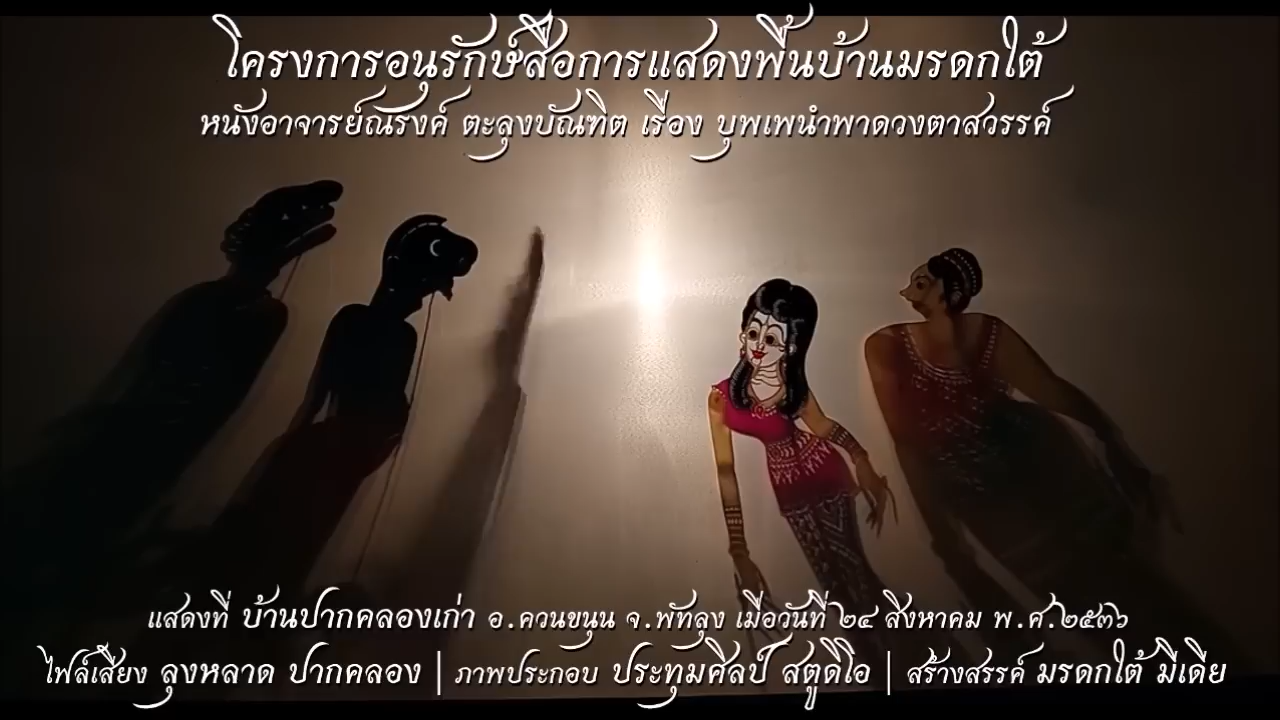 โครงการอนุรักษ์สื่อการแสดงพื้นบ้านมรดกใต้
หนังอาจารย์ณรงค์ ตะลุงบัณฑิต เรื่อง บุพเพนำพาดวงตาสวรรค์
แสดงที่ บ้านปากคลองเก่า อ.ควนขนุน จ.พัทลุง เมื่อวันที่ ๒๔ สิงหาคม พ.ศ.๒๕๓๖
ไฟล์เสียง ลุงหลาด ปากคลอง | ภาพประกอบ ประทุมศิลป์ สตูดิโอ | สร้างสรรค์ มรดกใต้ มีเดีย